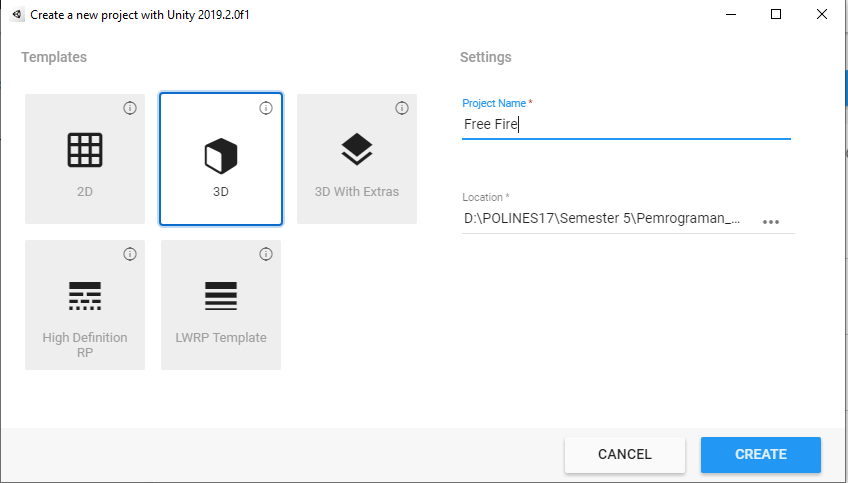 Create a new project with Unity 2019.2.0f1
Templates
Settings
2D
3D
3D With Extras
High Definition
RP
LWRP Template
Project Name *
Free Fire
Location *
D:\POLINES17\Semester 5\Pemrograman_...
CANCEL
CREATE